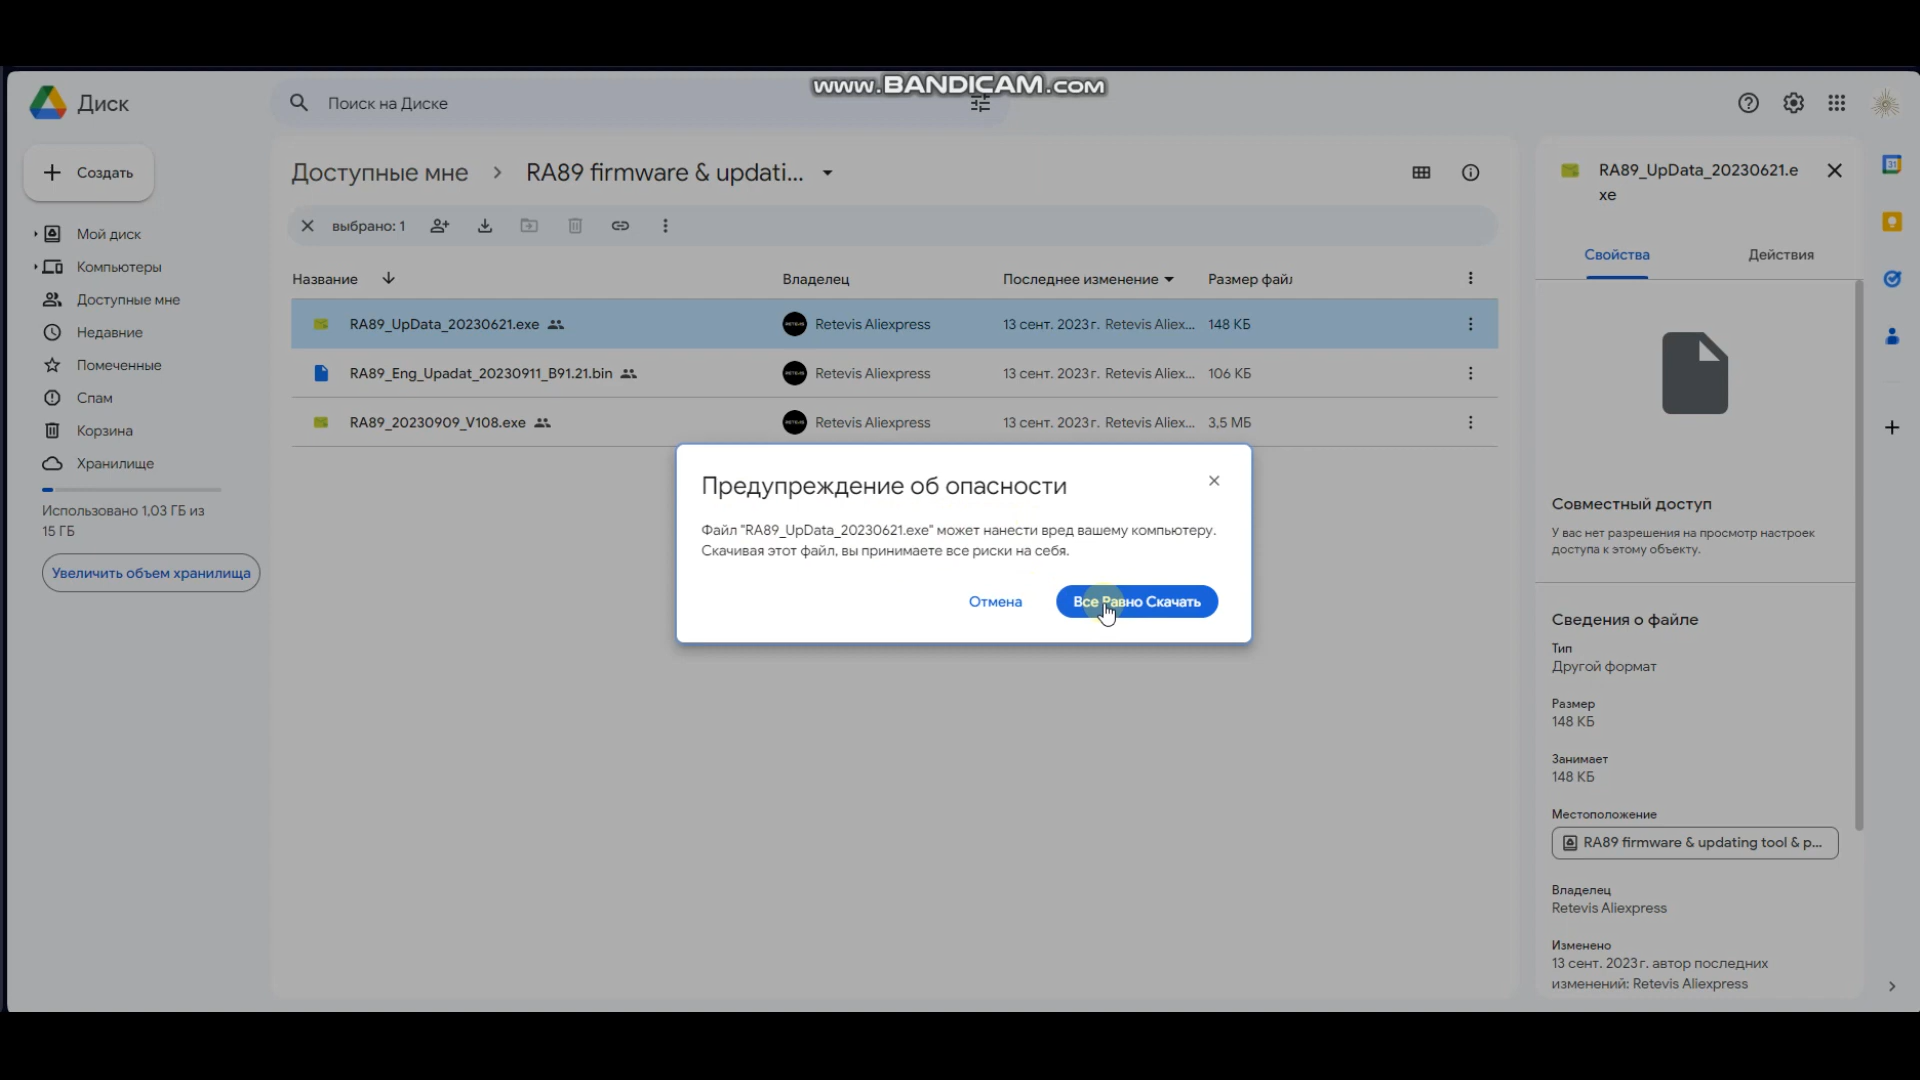 www.BANDICAM.com
Диск
Поиск на Диске
Создать
Мой диск
Компьютеры
Доступные мне
Недавние
Помеченные
Спам
Корзина
Хранилище
Использовано 1,03 ГБ из
15 ГБ
Увеличить объем хранилища
Доступные мне > RA89 firmware & updati...
выбрано: 1
Название Владелец Последнее изменение Размер файл
RA89_UpData_20230621.exe Retevis Aliexpress 13 сент. 2023 г. Retevis Aliex... 148 КБ
RA89_Eng_Upadat_20230911_B91.21.bin Retevis Aliexpress 13 сент. 2023 г. Retevis Aliex... 106 КБ
RA89_20230909_V108.exe Retevis Aliexpress 13 сент. 2023 г. Retevis Aliex... 3,5 МБ
Предупреждение об опасности
Файл "RA89_UpData_20230621.exe" может нанести вред вашему компьютеру.
Скачивая этот файл, вы принимаете все риски на себя.
Отмена
Все Равно Скачать
RA89_UpData_20230621.e
xe
Свойства Действия
Совместный доступ
У вас нет разрешения на просмотр настроек
доступа к этому объекту.
Сведения о файле
Тип
Другой формат
Размер
148 КБ
Занимает
148 КБ
Местоположение
RA89 firmware & updating tool & p...
Владелец
Retevis Aliexpress
Изменено
13 сент. 2023 г. автор последних
изменений: Retevis Aliexpress
31